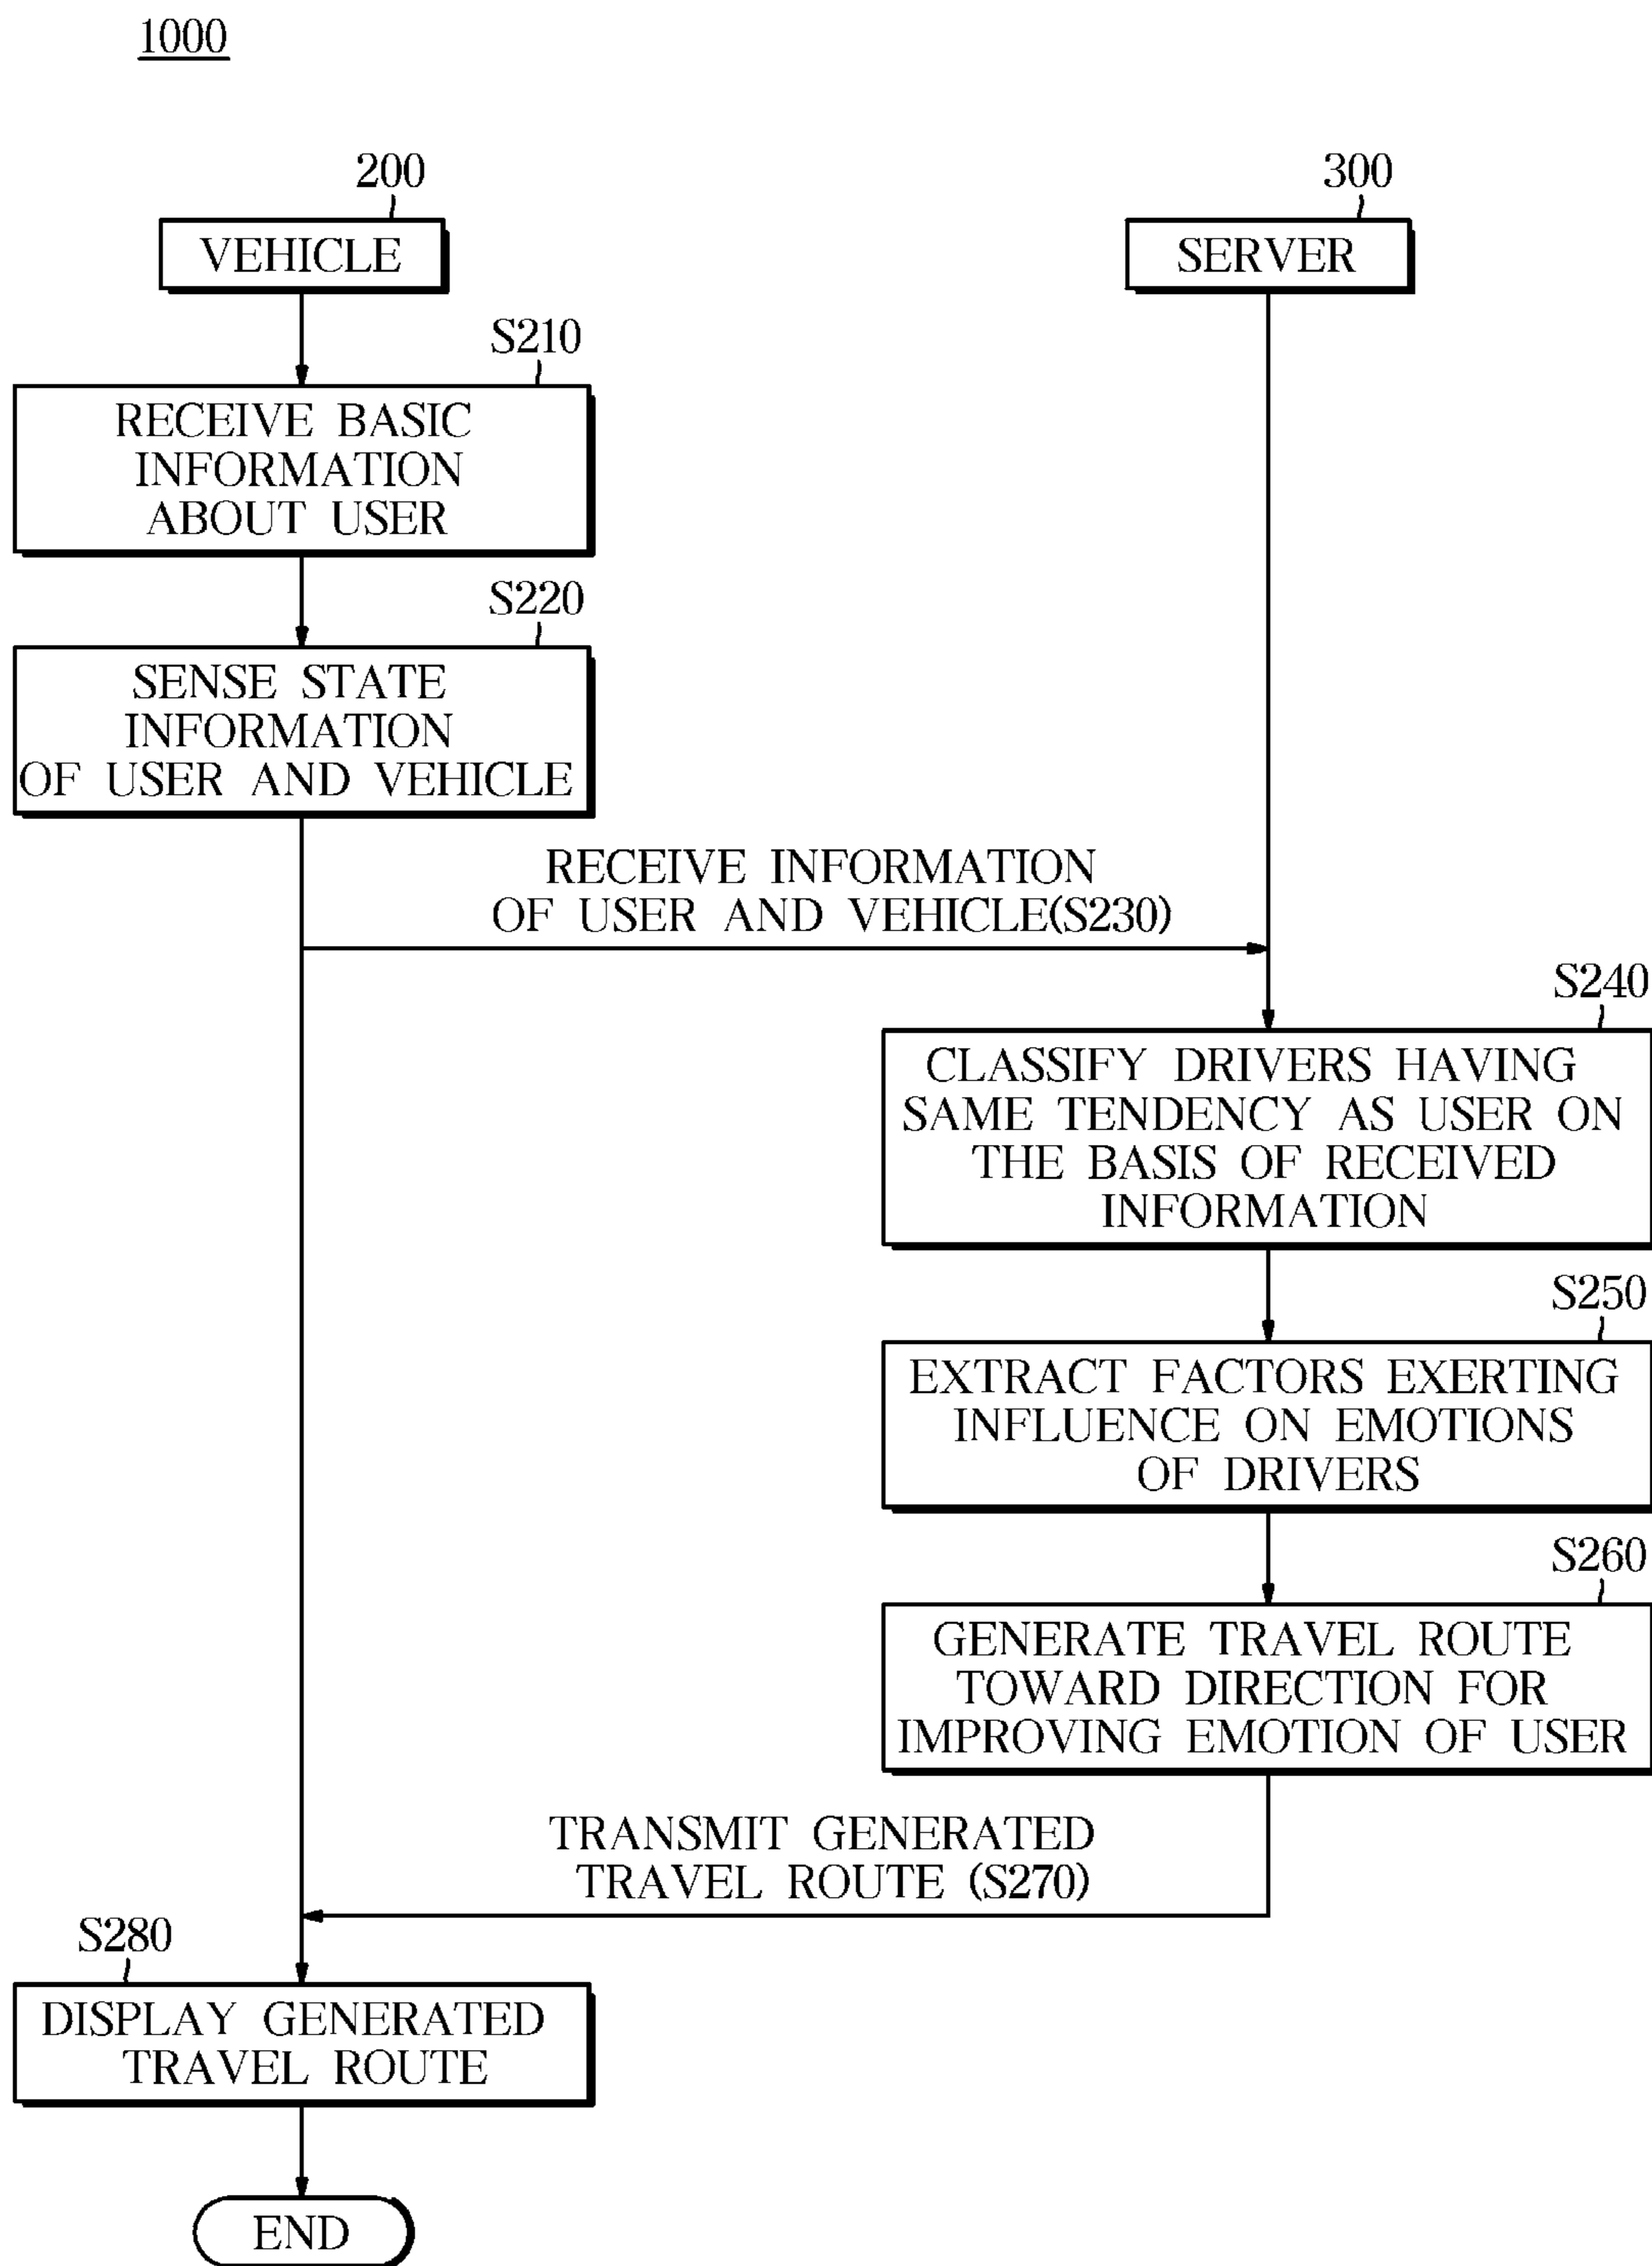 1000
200
300
VEHICLE
SERVER
S210
RECEIVE BASIC
INFORMATION
ABOUT USER
S220
SENSE STATE
INFORMATION
OF USER AND VEHICLE
RECEIVE INFORMATION
OF USER AND VEHICLE(S230)
S240
CLASSIFY DRIVERS HAVING
SAME TENDENCY AS USER ON
THE BASIS OF RECEIVED
INFORMATION
S250
EXTRACT FACTORS EXERTING
INFLUENCE ON EMOTIONS
OF DRIVERS
S260
GENERATE TRAVEL ROUTE
TOWARD DIRECTION FOR
IMPROVING EMOTION OF USER
TRANSMIT GENERATED
TRAVEL ROUTE (S270)
S280
DISPLAY GENERATED
TRAVEL ROUTE
END